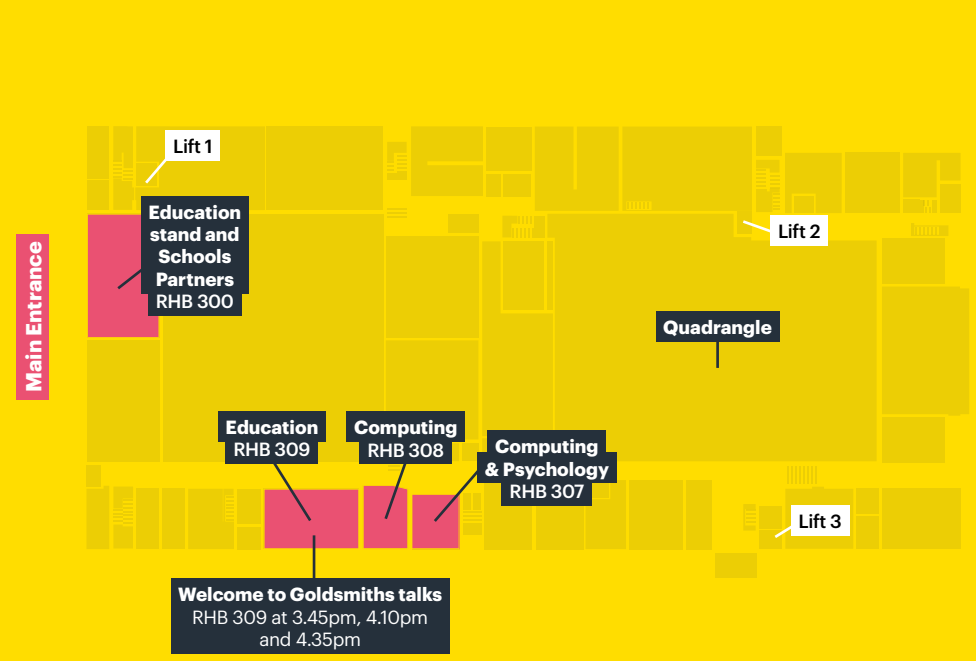 Lift 1
Education
stand and
Schools
Partners
RHB 300
Lift 2
Main Entrance
Quadrangle
Education
RHB 309
Computing
RHB 308
Computing
& Psychology
RHB 307
Lift 3
Welcome to Goldsmiths talks
RHB 309 at 3.45pm, 4.10pm
and 4.35pm